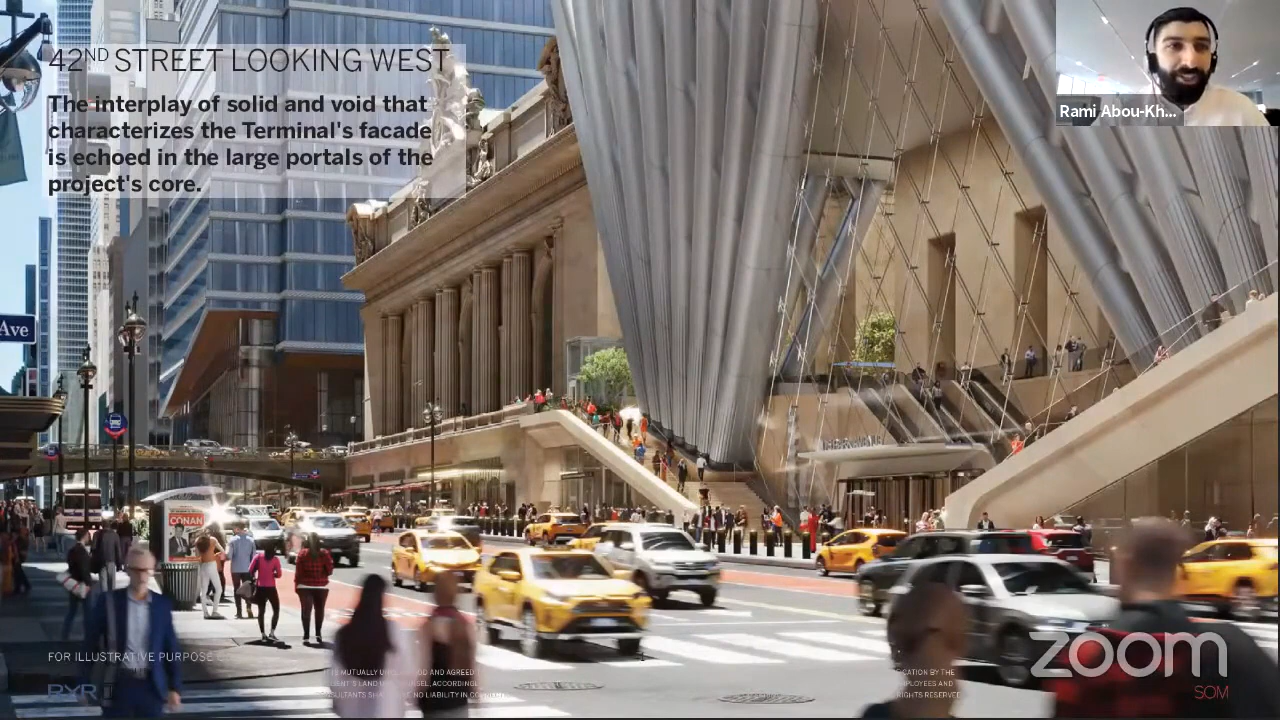 42ND STREET LOOKING WEST
The interplay of solid and void that
characterizes the Terminal's facade
is echoed in the large portals of the
project's core.
Rami Abou-Kh...
Ave
CONAN
FOR ILLUSTRATIVE PURPOSE
zoom
SOM